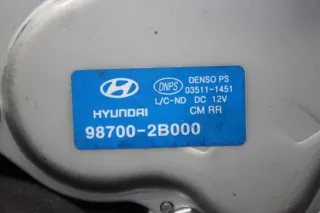 DNPS
DENSO PS
03511-1451
L/C-ND DC 12V
HYUNDAI
CM RR
98700-2B000